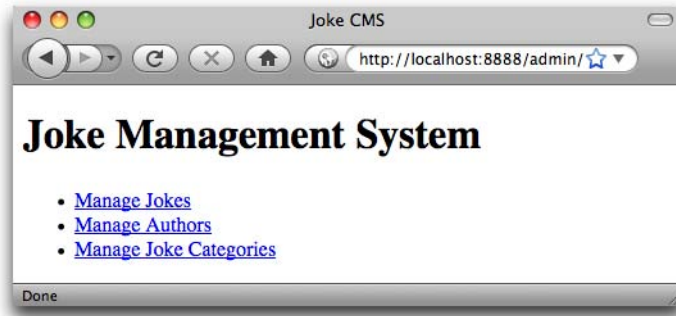 Joke CMS
http://localhost:8888/admin/
Joke Management System
Manage Jokes
Manage Authors
Manage Joke Categories
Done